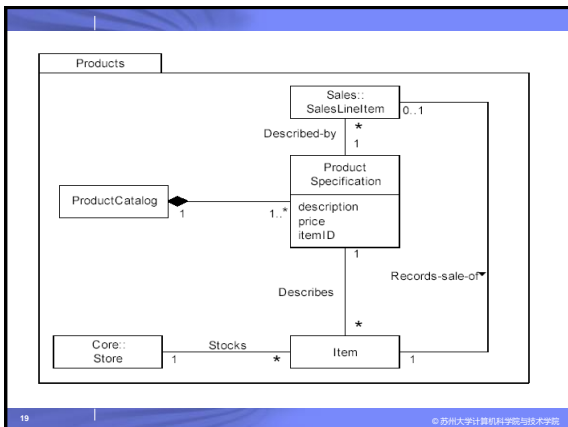 Products
Sales::
SalesLineItem
0..1
Described-by
*
1
Product
Specification
ProductCatalog
1
1..*
description
price
itemID
1
Records-sale-of
Describes
*
Core::
Store
Stocks
1
*
Item
1
19
© 苏州大学计算机科学院与技术学院